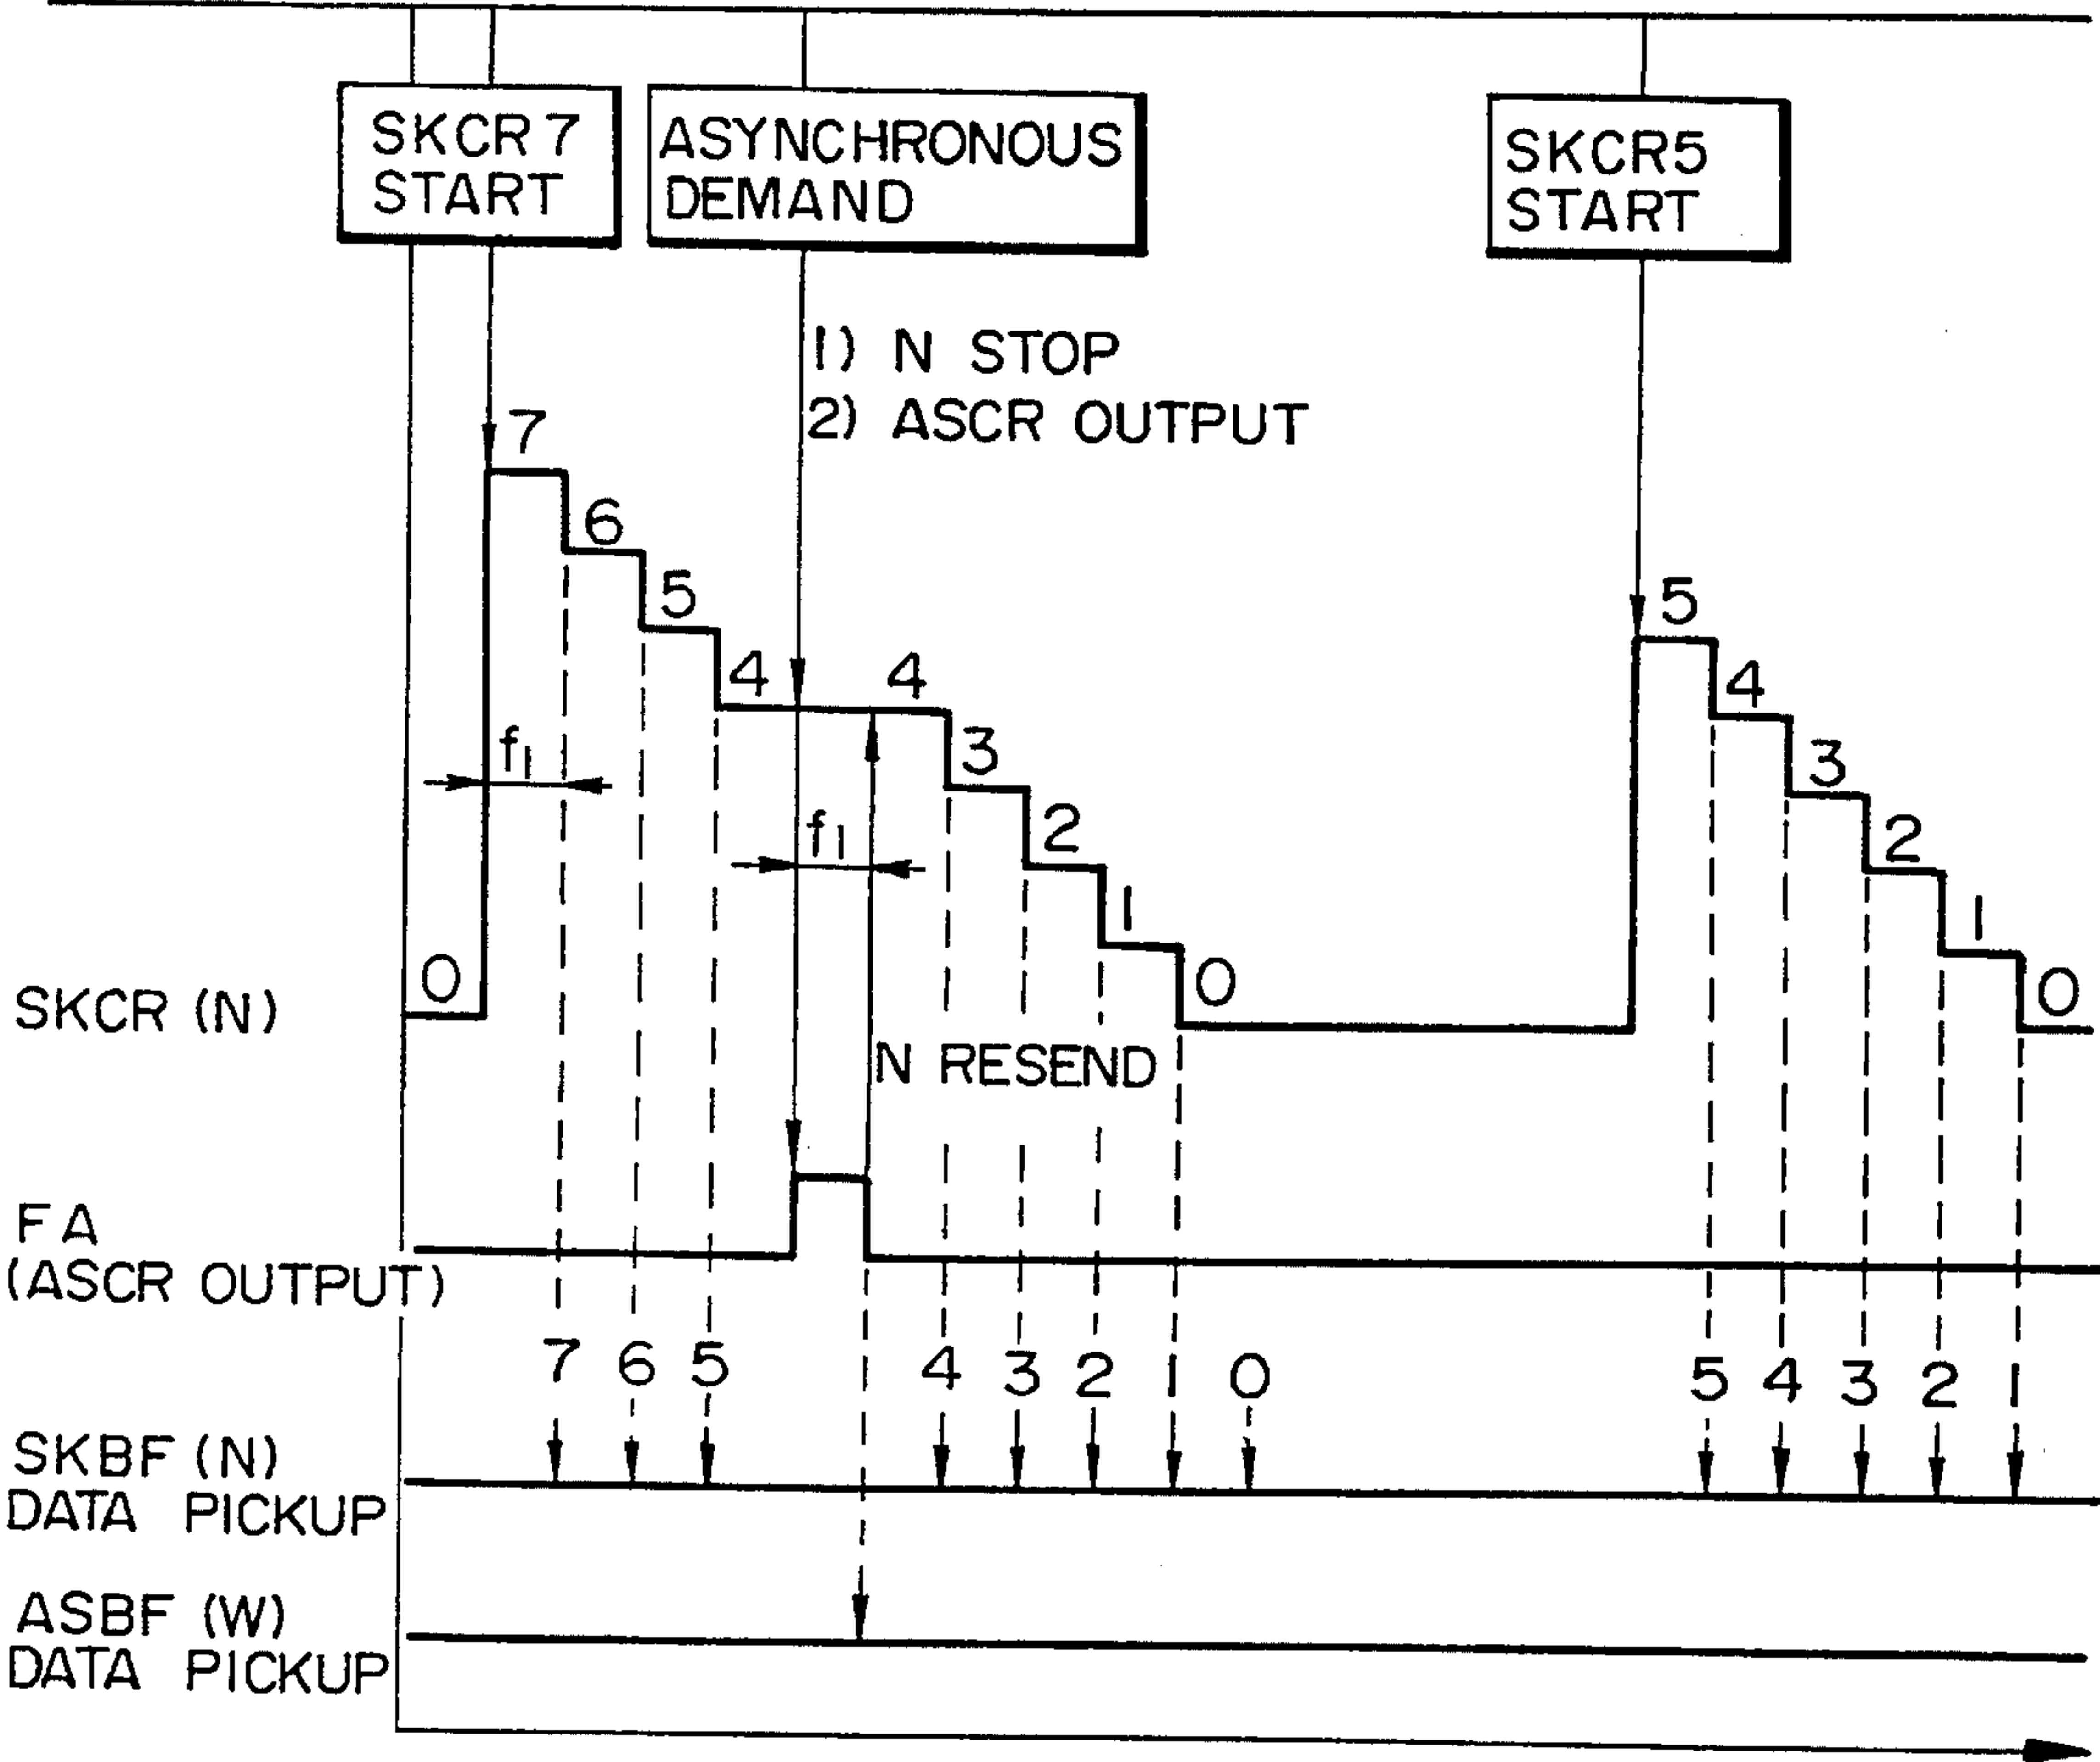 SKCR 7
START
ASYNCHRONOUS
DEMAND
SKCR5
START
1) N STOP
2) ASCR OUTPUT
7
6
5
4
4
3
2
1
0
5
4
3
2
1
0
f1
f1
0
SKCR (N)
N RESEND
FA
(ASCR OUTPUT)
7 6 5 4 3 2 1 0 5 4 3 2 1
SKBF (N)
DATA PICKUP
ASBF (W)
DATA PICKUP